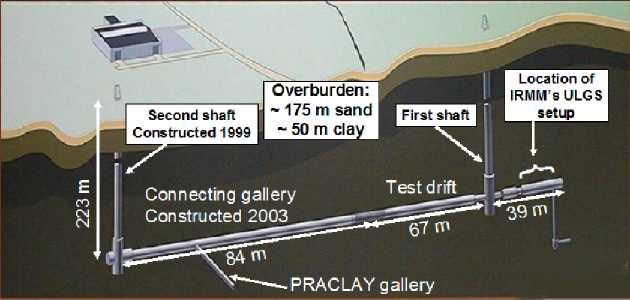 Overburden:
~ 175 m sand
~ 50 m clay
Location of
IRMM's ULGS
setup
Second shaft
Constructed 1999
First shaft
223 m
Connecting gallery
Constructed 2003
Test drift
39 m
67 m
84 m
PRACLAY gallery